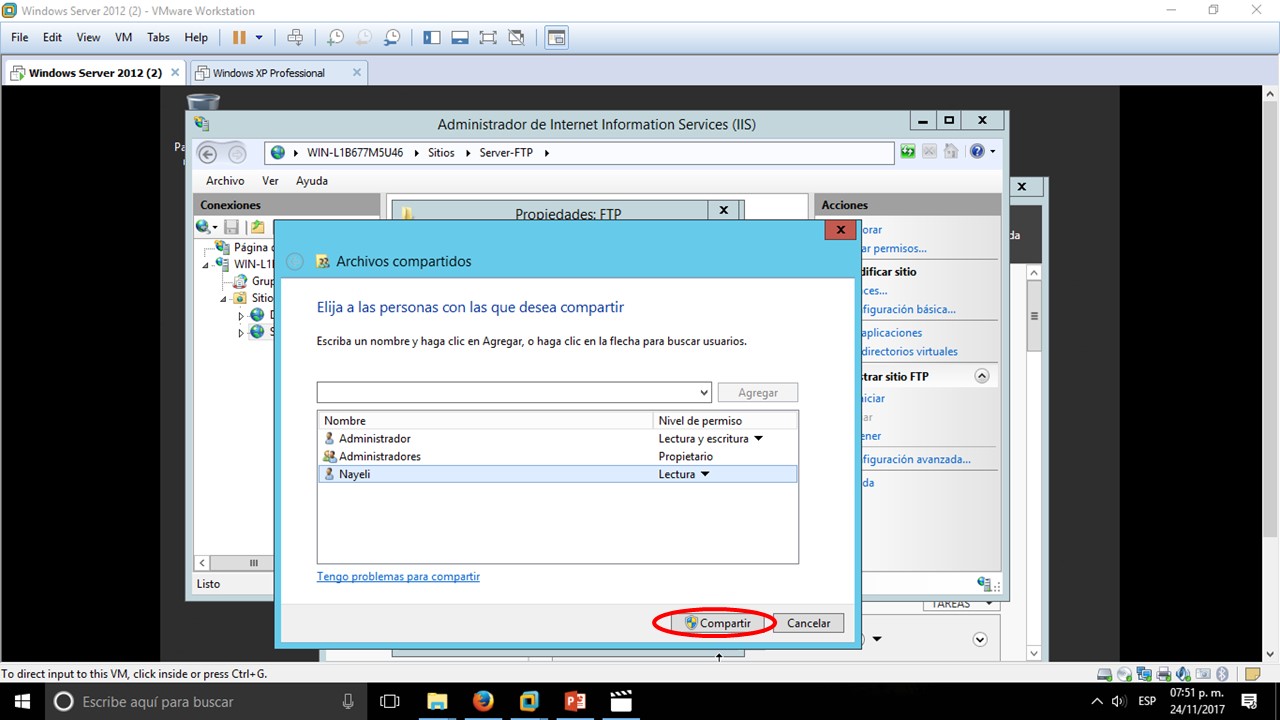 Windows Server 2012 (2) - VMware Workstation
File Edit View VM Tabs Help
Windows Server 2012 (2)
Windows XP Professional
Administrador de Internet Information Services (IIS)
WIN-L1B677M5U46 Sitios Server-FTP
Archivo Ver Ayuda
Conexiones
Página
WIN-L1
Grup
Sitio
Propiedades: FTP
Acciones
orar
ar permisos...
dificar sitio
ces...
figuración básica...
aplicaciones
directorios virtuales
strar sitio FTP
niciar
ar
ener
figuración avanzada...
da
da
Archivos compartidos
Elija a las personas con las que desea compartir
Escriba un nombre y haga clic en Agregar, o haga clic en la flecha para buscar usuarios.
Agregar
Nombre Nivel de permiso
Administrador Lectura y escritura
Administradores Propietario
Nayeli Lectura
Tengo problemas para compartir
Compartir Cancelar
Listo
TAREAS
To direct input to this VM, click inside or press Ctrl+G.
Escribe aquí para buscar
ESP
07:51 p. m.
24/11/2017